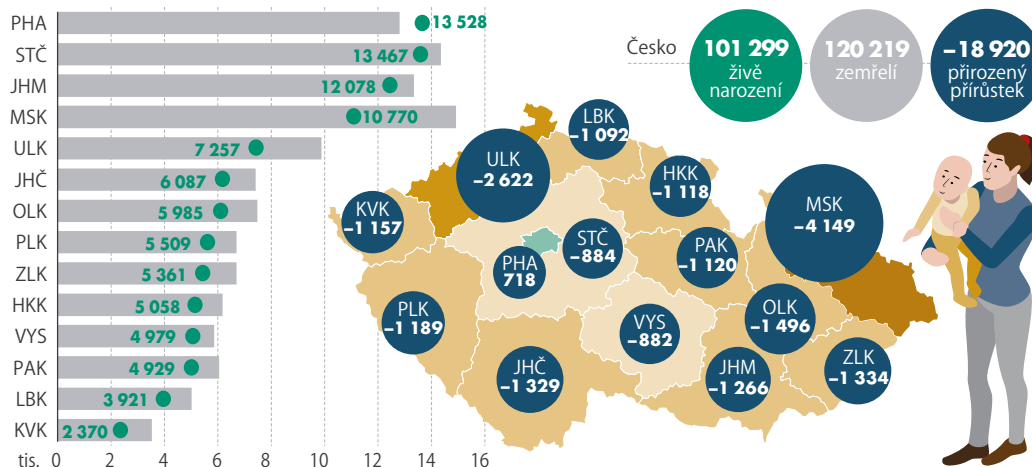 PHA
13 528
STČ
13 467
JHM
12 078
MSK
10 770
ULK
7 257
JHČ
6 087
OLK
5 985
PLK
5 509
ZLK
5 361
HKK
5 058
VYS
4 979
PAK
4 929
LBK
3 921
KVK
2 370
tis. 0 2 4 6 8 10 12 14 16
Česko
101 299
živě
narození
120 219
zemřelí
−18 920
přirozený
přírůstek
LBK
−1 092
ULK
−2 622
HKK
−1 118
KVK
−1 157
MSK
−4 149
STČ
−884
PAK
−1 120
PHA
718
PLK
−1 189
VYS
−882
OLK
−1 496
JHČ
−1 329
JHM
−1 266
ZLK
−1 334